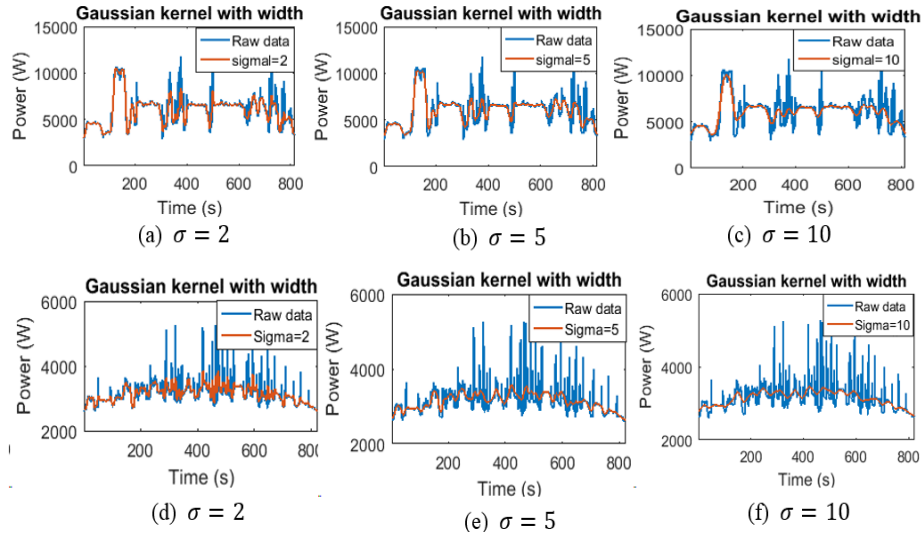 Gaussian kernel with width
Raw data
sigmal=2
15000
10000
5000
0
Power (W)
200 400 600 800
Time (s)
(a) σ = 2
Gaussian kernel with width
Raw data
sigmal=5
15000
10000
5000
0
Power (W)
200 400 600 800
Time (s)
(b) σ = 5
Gaussian kernel with width
Raw data
sigmal=10
15000
10000
5000
0
Power (W)
200 400 600 800
Time (s)
(c) σ = 10
Gaussian kernel with width
Raw data
Sigma=2
6000
4000
2000
Power (W)
200 400 600 800
Time (s)
(d) σ = 2
Gaussian kernel with width
Raw data
Sigma=5
6000
4000
2000
Power (W)
200 400 600 800
Time (s)
(e) σ = 5
Gaussian kernel with width
Raw data
Sigma=10
6000
4000
2000
Power (W)
0 200 400 600 800
Time (s)
(f) σ = 10